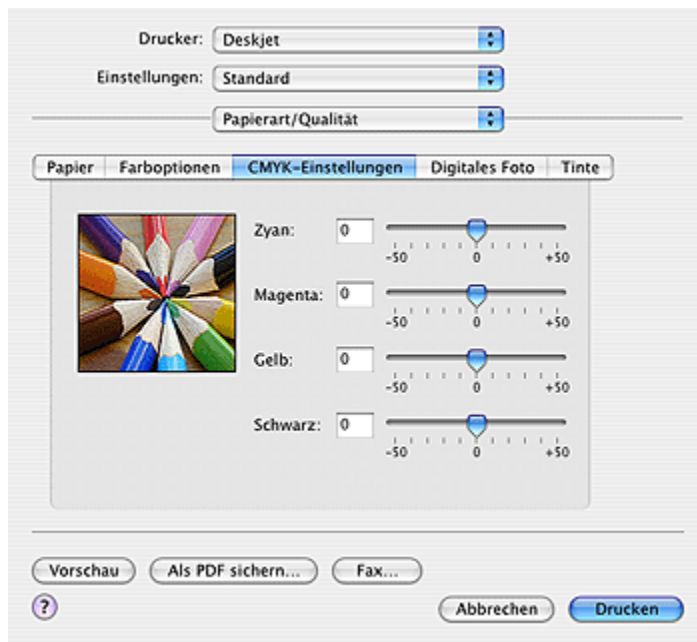 Drucker: Deskjet
Einstellungen: Standard
Papierart/Qualität
Papier Farboptionen CMYK-Einstellungen Digitales Foto Tinte
Zyan: 0
-50 0 +50
Magenta: 0
-50 0 +50
Gelb: 0
-50 0 +50
Schwarz: 0
-50 0 +50
Vorschau Als PDF sichern... Fax...
? Abbrechen Drucken